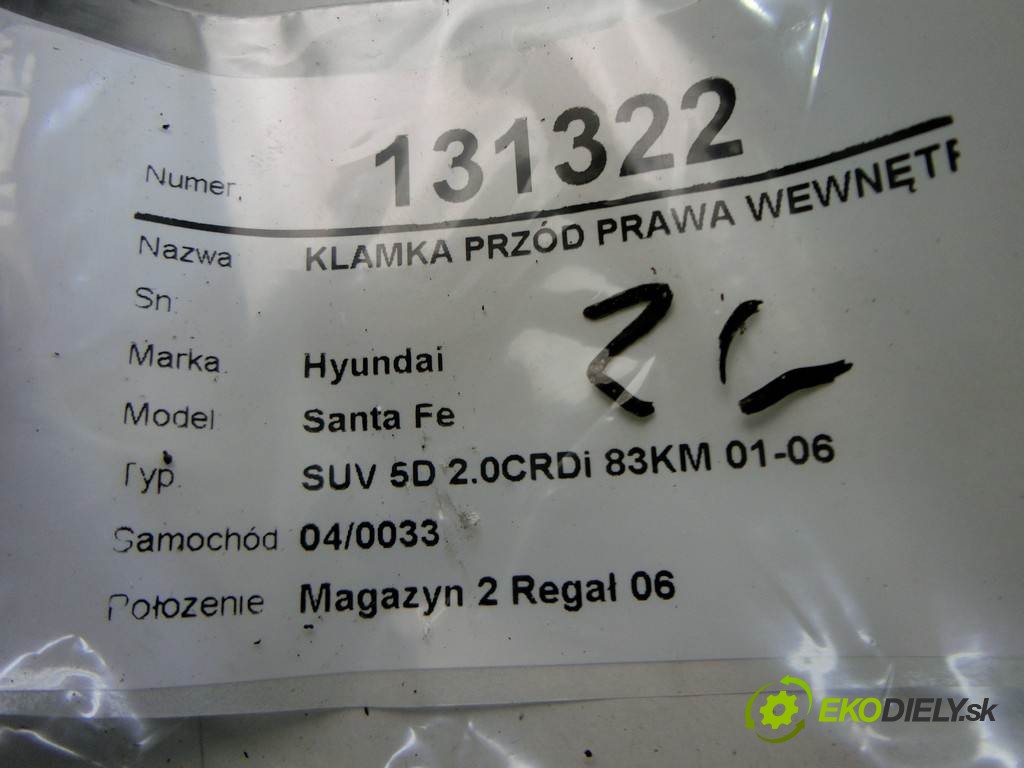 Numer. 131322
Nazwa KLAMKA PRZÓD PRAWA WEWNĘTR
Sn.
Marka. Hyundai
Model Santa Fe
Typ. SUV 5D 2.0CRDi 83KM 01-06
Samochód 04/0033
Położenie Magazyn 2 Regał 06
EKODIELY.sk